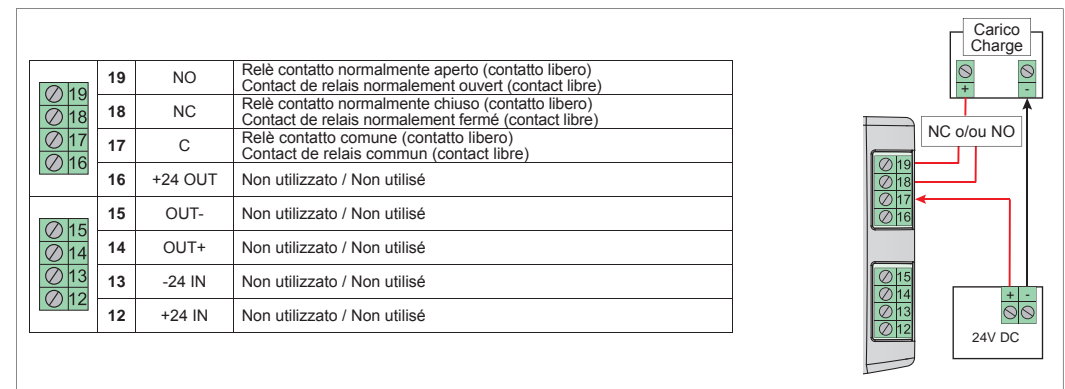 19 NO Relè contatto normalmente aperto (contatto libero)
Contact de relais normalement ouvert (contact libre)
18 NC Relè contatto normalmente chiuso (contatto libero)
Contact de relais normalement fermé (contact libre)
17 C Relè contatto comune (contatto libero)
Contact de relais commun (contact libre)
16 +24 OUT Non utilizzato / Non utilisé
15 OUT- Non utilizzato / Non utilisé
14 OUT+ Non utilizzato / Non utilisé
13 -24 IN Non utilizzato / Non utilisé
12 +24 IN Non utilizzato / Non utilisé
19
18
17
16
15
14
13
12
Carico
Charge
+ -
NC o/ou NO
19
18
17
16
15
14
13
12
+ -
24V DC